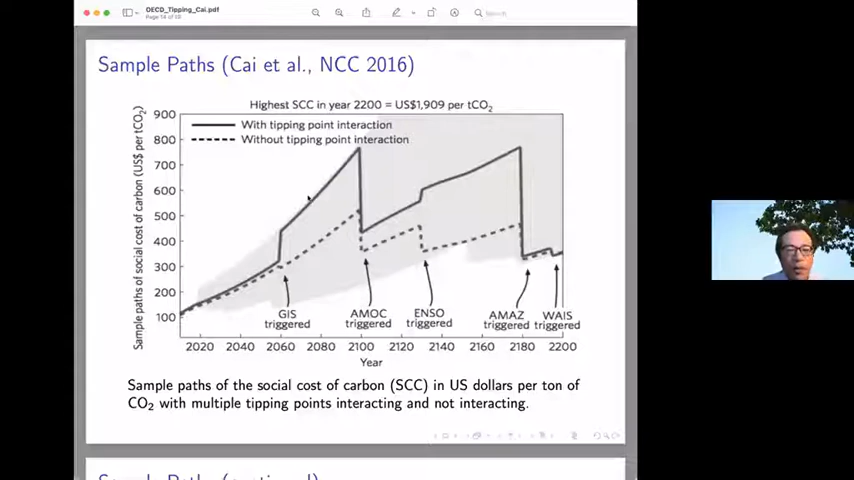 OECD_Tipping_Cai.pdf
Search
Sample Paths (Cai et al., NCC 2016)
Highest SCC in year 2200 = US$1,909 per tCO₂
With tipping point interaction
Without tipping point interaction
Sample paths of social cost of carbon (US$ per tCO₂)
900
800
700
600
500
400
300
200
100
GIS
triggered
AMOC
triggered
ENSO
triggered
AMAZ
triggered
WAIS
triggered
2020 2040 2060 2080 2100 2120 2140 2160 2180 2200
Year
Sample paths of the social cost of carbon (SCC) in US dollars per ton of
CO₂ with multiple tipping points interacting and not interacting.